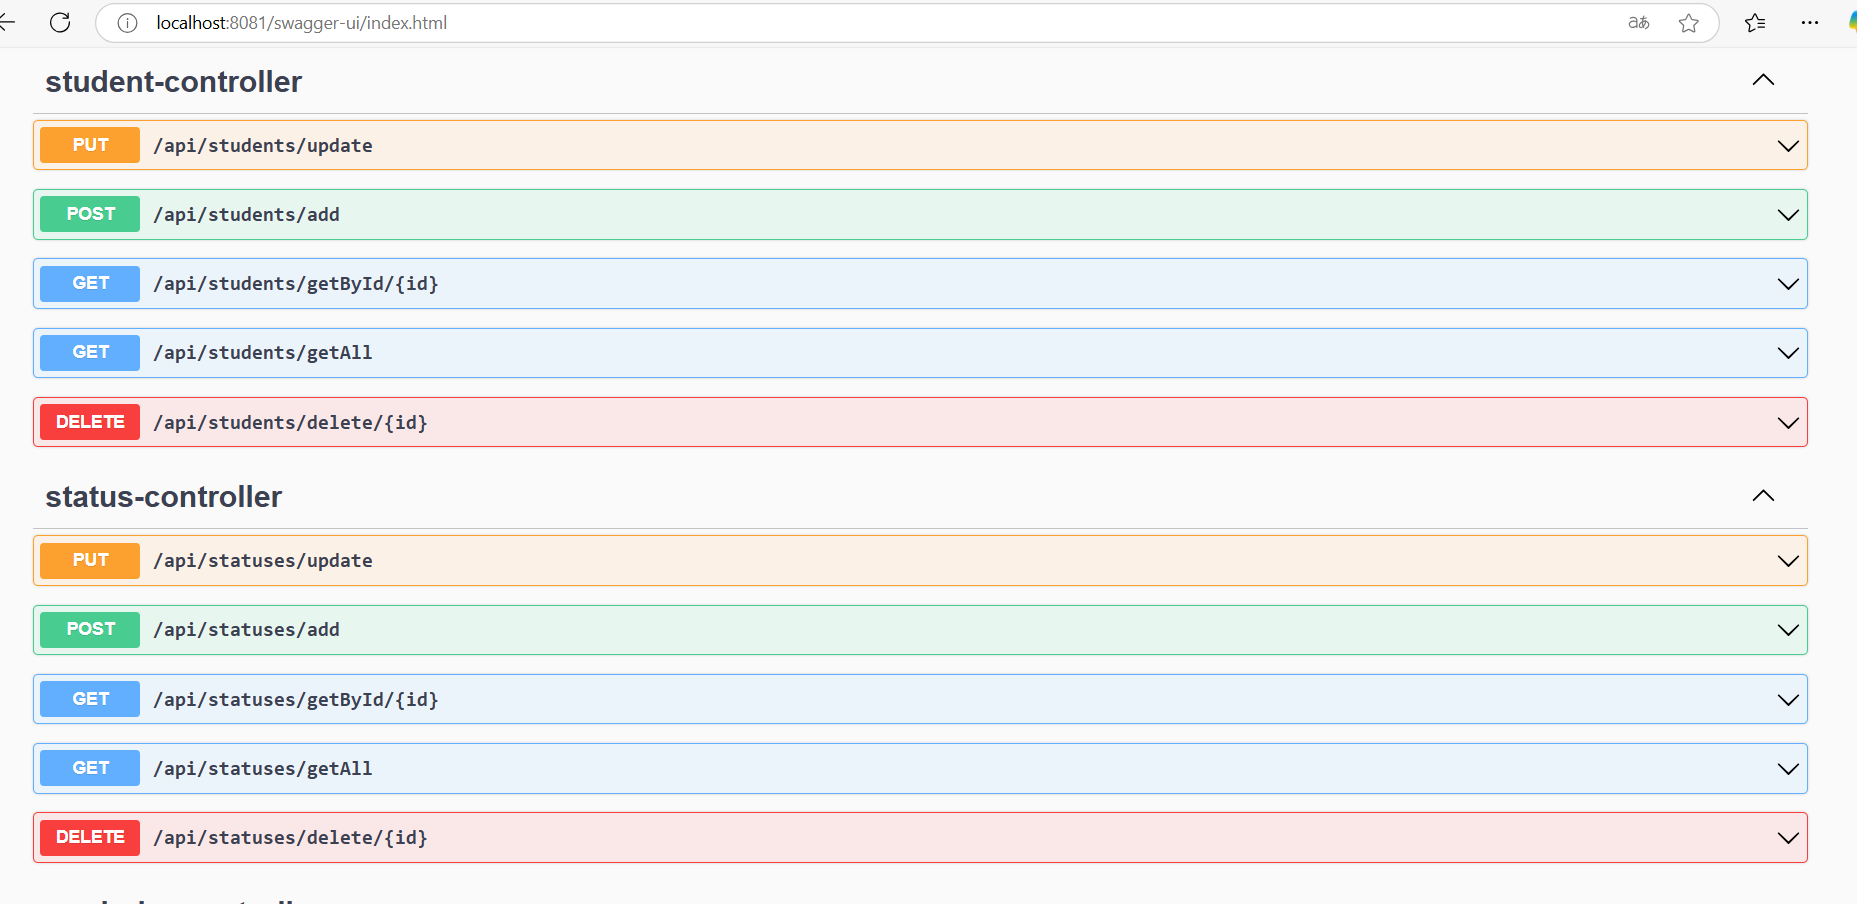 localhost:8081/swagger-ui/index.html
aあ
student-controller
PUT /api/students/update
POST /api/students/add
GET /api/students/getById/{id}
GET /api/students/getAll
DELETE /api/students/delete/{id}
status-controller
PUT /api/statuses/update
POST /api/statuses/add
GET /api/statuses/getById/{id}
GET /api/statuses/getAll
DELETE /api/statuses/delete/{id}